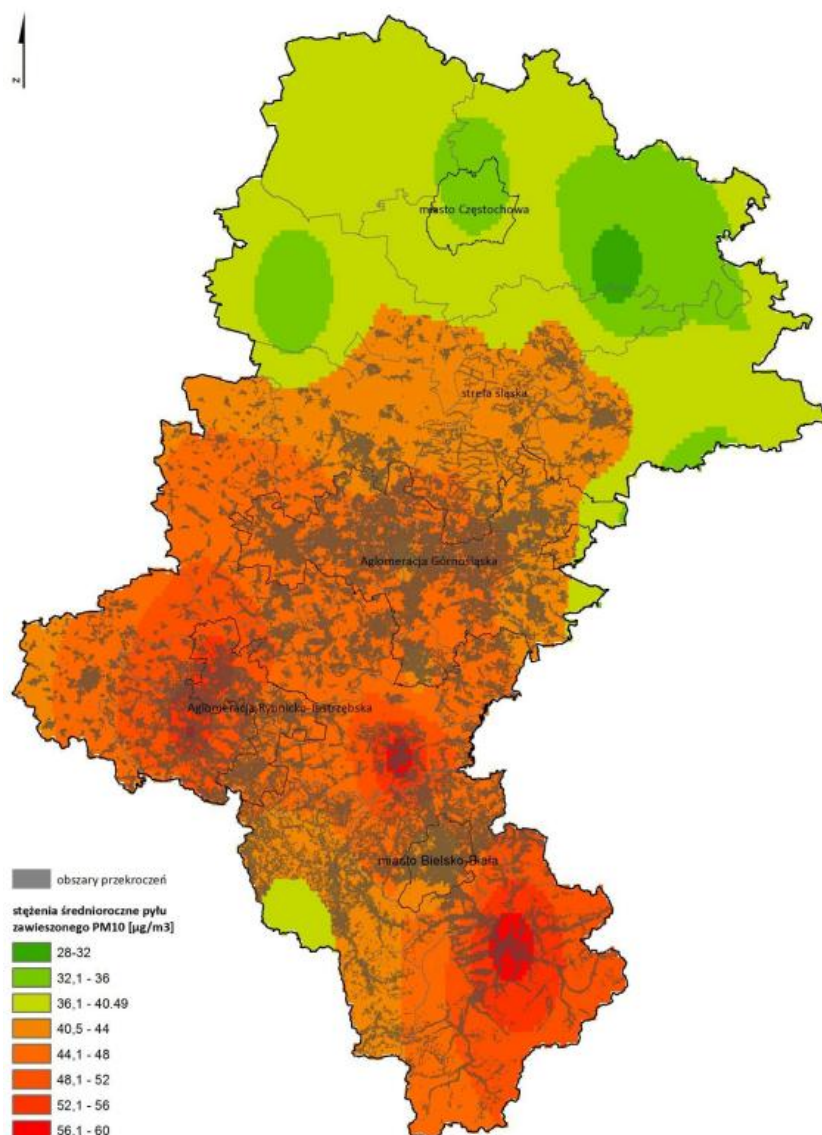 N
miasto Częstochowa
strefa śląska
Aglomeracja Górnośląska
Aglomeracja Rybnicko-Jastrzębska
miasto Bielsko-Biała
obszary przekroczeń
stężenia średnioroczne pyłu
zawieszonego PM10 [µg/m3]
28-32
32,1 - 36
36,1 - 40.49
40,5 - 44
44,1 - 48
48,1 - 52
52,1 - 56
56,1 - 60